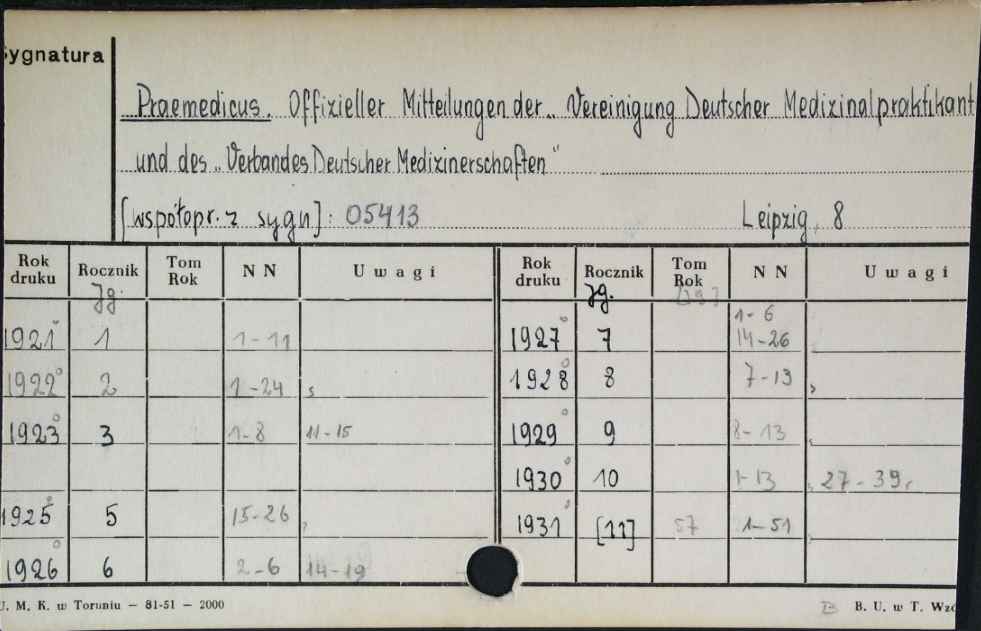 Sygnatura
Praemedicus. Offizieller Mitteilungen der „Vereinigung Deutscher Medizinalpraktikant
und des „Verbandes Deutscher Medizinerschaften"
[współopr. z sygn]: 05413 Leipzig, 8
Rok druku Rocznik Tom Rok N N Uwagi Rok druku Rocznik Tom Rok N N Uwagi
Jg. Jg.
1921° 1 1-11 1927° 7 1-6 14-26
1922° 2 1-24 , 1928° 8 7-13 ,
1923° 3 1-8 11-15 1929° 9 8-13
1930° 10 1-13 , 27-39,
1925° 5 15-26 , 1931° [11] 57 1-51
1926° 6 2-6 14-19
U. M. K. w Toruniu — 81-51 — 2000 B. U. w T. Wzó